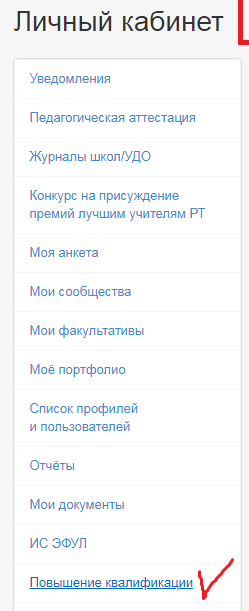 Личный кабинет
Уведомления
Педагогическая аттестация
Журналы школ/УДО
Конкурс на присуждение
премий лучшим учителям РТ
Моя анкета
Мои сообщества
Мои факультативы
Моё портфолио
Список профилей
и пользователей
Отчёты
Мои документы
ИС ЭФУЛ
Повышение квалификации